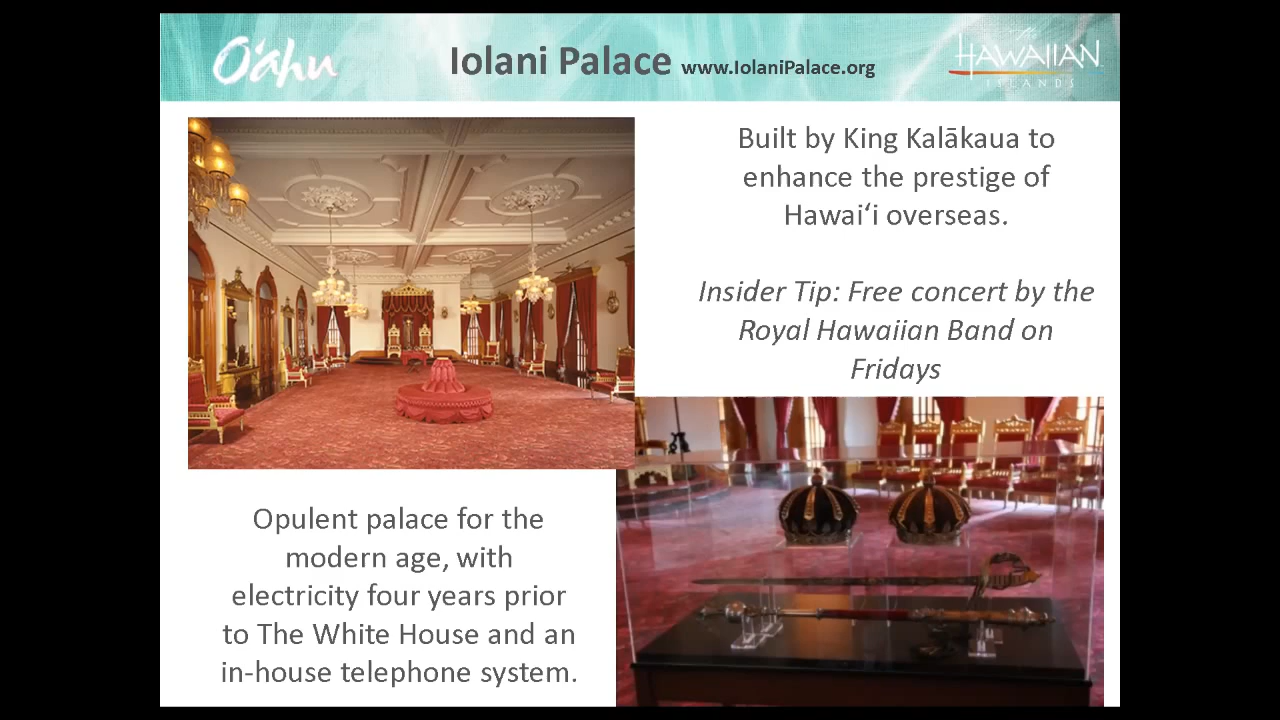 O‘ahu
Iolani Palace www.IolaniPalace.org
The
HAWAIIAN
ISLANDS
Built by King Kalākaua to
enhance the prestige of
Hawai‘i overseas.
Insider Tip: Free concert by the
Royal Hawaiian Band on
Fridays
Opulent palace for the
modern age, with
electricity four years prior
to The White House and an
in-house telephone system.